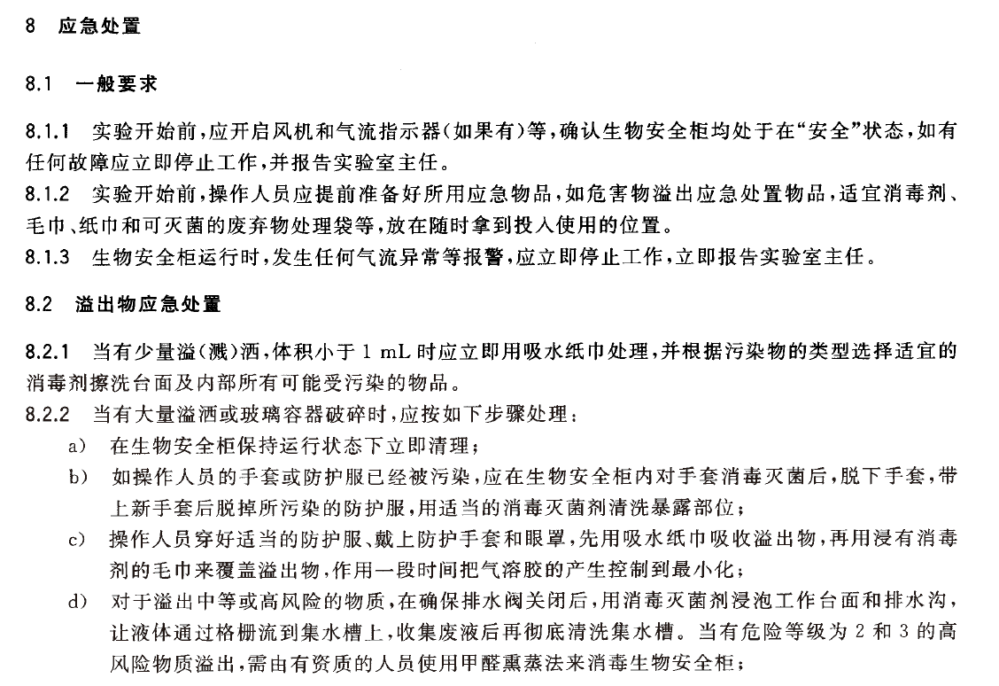 8 应急处置
8.1 一般要求
8.1.1 实验开始前,应开启风机和气流指示器(如果有)等,确认生物安全柜均处于在“安全”状态,如有
任何故障应立即停止工作,并报告实验室主任。
8.1.2 实验开始前,操作人员应提前准备好所用应急物品,如危害物溢出应急处置物品,适宜消毒剂、
毛巾、纸巾和可灭菌的废弃物处理袋等,放在随时拿到投入使用的位置。
8.1.3 生物安全柜运行时,发生任何气流异常等报警,应立即停止工作,立即报告实验室主任。
8.2 溢出物应急处置
8.2.1 当有少量溢(溅)洒,体积小于 1 mL 时应立即用吸水纸巾处理,并根据污染物的类型选择适宜的
消毒剂擦洗台面及内部所有可能受污染的物品。
8.2.2 当有大量溢洒或玻璃容器破碎时,应按如下步骤处理:
a) 在生物安全柜保持运行状态下立即清理;
b) 如操作人员的手套或防护服已经被污染,应在生物安全柜内对手套消毒灭菌后,脱下手套,带
上新手套后脱掉所污染的防护服,用适当的消毒灭菌剂清洗暴露部位;
c) 操作人员穿好适当的防护服、戴上防护手套和眼罩,先用吸水纸巾吸收溢出物,再用浸有消毒
剂的毛巾来覆盖溢出物,作用一段时间把气溶胶的产生控制到最小化;
d) 对于溢出中等或高风险的物质,在确保排水阀关闭后,用消毒灭菌剂浸泡工作台面和排水沟,
让液体通过格栅流到集水槽上,收集废液后再彻底清洗集水槽。当有危险等级为 2 和 3 的高
风险物质溢出,需由有资质的人员使用甲醛熏蒸法来消毒生物安全柜;